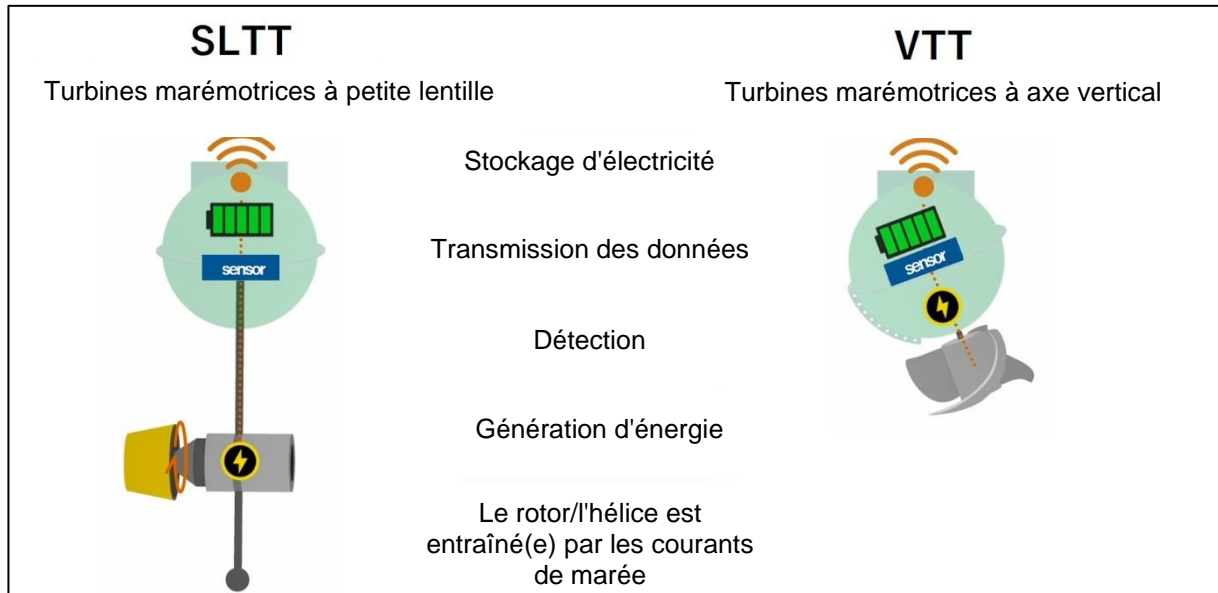 SLTT
Turbines marémotrices à petite lentille
VTT
Turbines marémotrices à axe vertical
Stockage d'électricité
Transmission des données
Détection
Génération d'énergie
Le rotor/l'hélice est
entraîné(e) par les courants
de marée
sensor
sensor